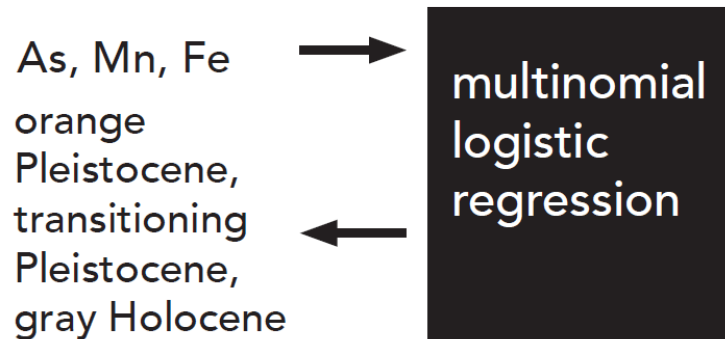 As, Mn, Fe
orange
Pleistocene,
transitioning
Pleistocene,
gray Holocene
multinomial
logistic
regression